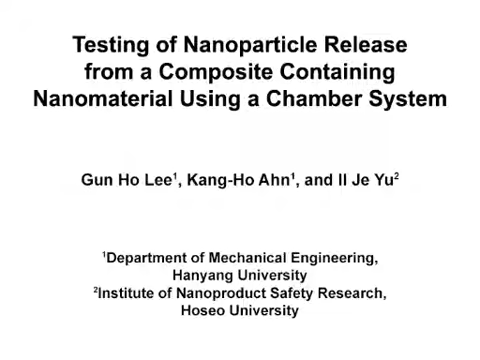 Testing of Nanoparticle Release
from a Composite Containing
Nanomaterial Using a Chamber System
Gun Ho Lee¹, Kang-Ho Ahn¹, and Il Je Yu²
¹Department of Mechanical Engineering,
Hanyang University
²Institute of Nanoproduct Safety Research,
Hoseo University